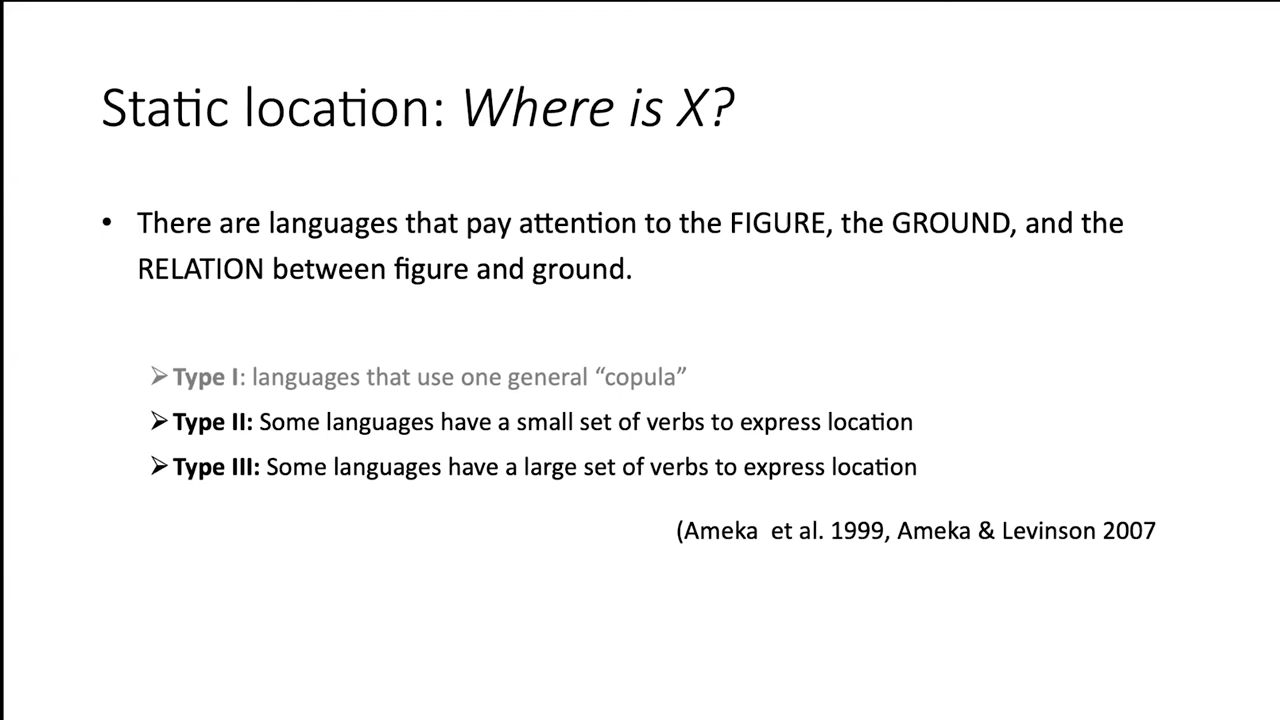 Static location: Where is X?
• There are languages that pay attention to the FIGURE, the GROUND, and the
RELATION between figure and ground.
➢Type I: languages that use one general “copula”
➢Type II: Some languages have a small set of verbs to express location
➢Type III: Some languages have a large set of verbs to express location
(Ameka et al. 1999, Ameka & Levinson 2007